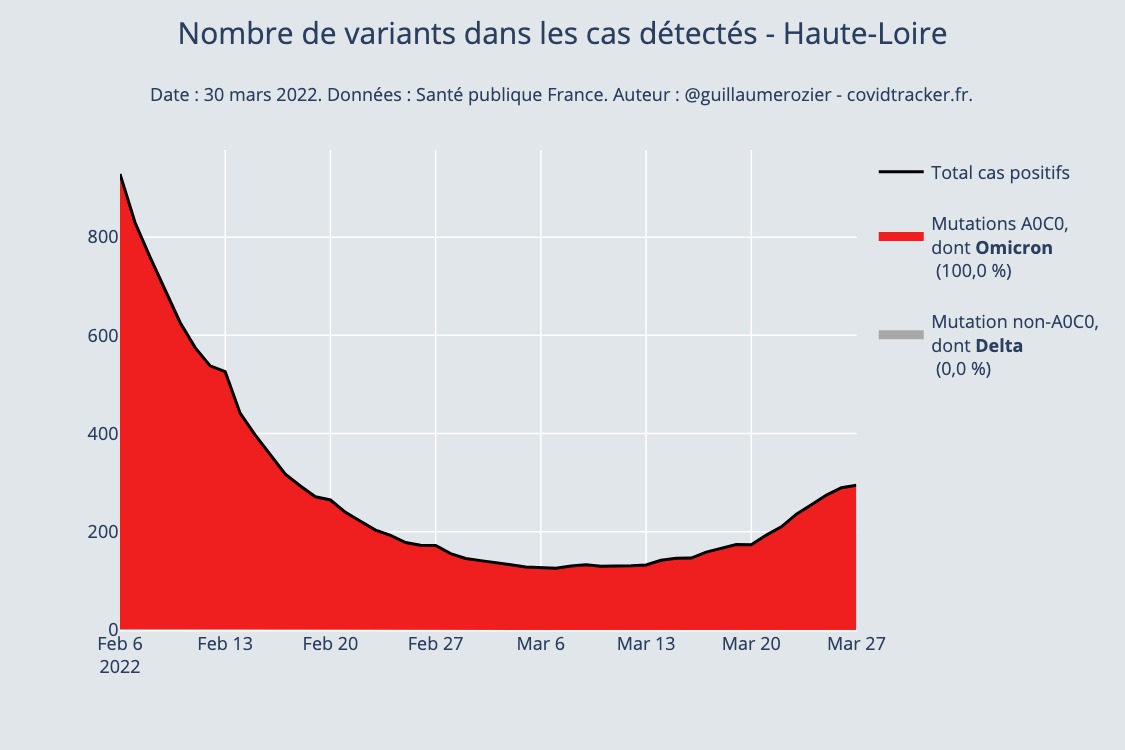 Nombre de variants dans les cas détectés - Haute-Loire
Date : 30 mars 2022. Données : Santé publique France. Auteur : @guillaumerozier - covidtracker.fr.
Total cas positifs
Mutations A0C0,
dont Omicron
(100,0 %)
Mutation non-A0C0,
dont Delta
(0,0 %)
800
600
400
200
0
Feb 6
2022
Feb 13
Feb 20
Feb 27
Mar 6
Mar 13
Mar 20
Mar 27